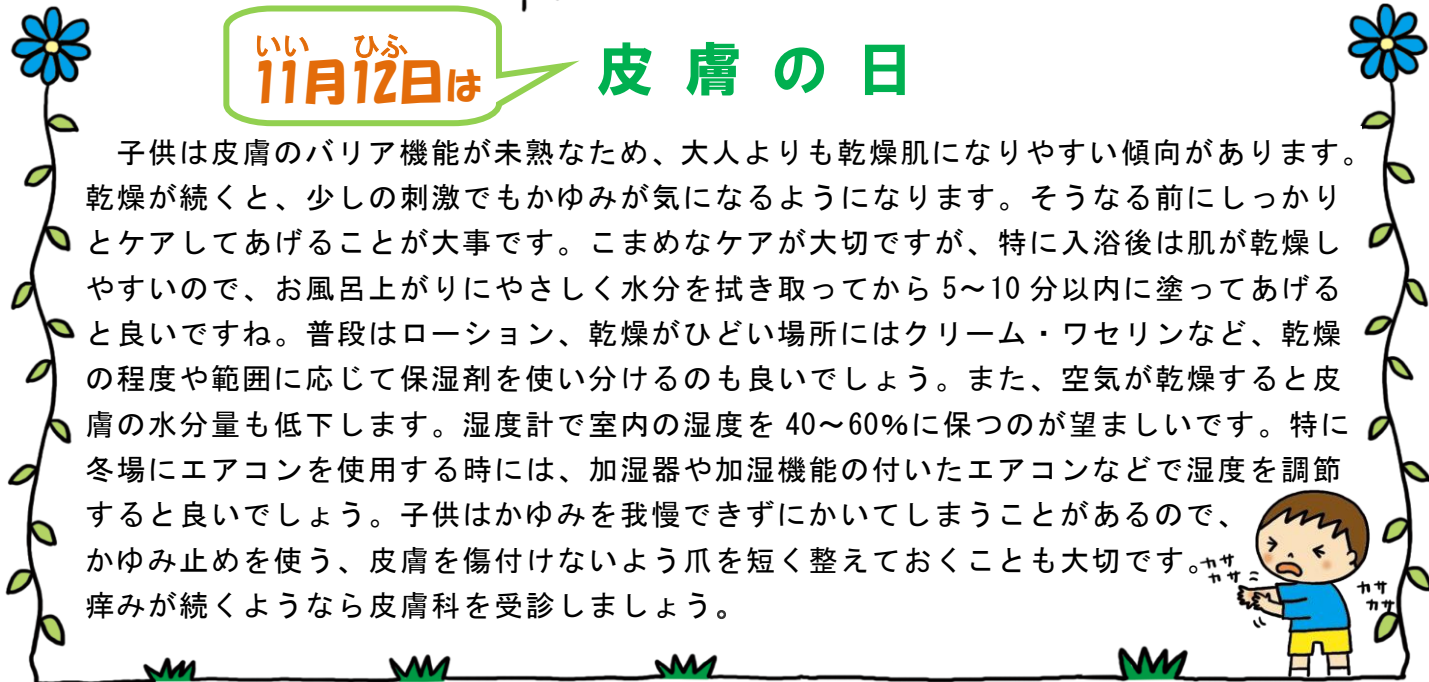 いい ひふ
11月12日は 皮膚の日
子供は皮膚のバリア機能が未熟なため、大人よりも乾燥肌になりやすい傾向があります。
乾燥が続くと、少しの刺激でもかゆみが気になるようになります。そうなる前にしっかり
とケアしてあげることが大事です。こまめなケアが大切ですが、特に入浴後は肌が乾燥し
やすいので、お風呂上がりにやさしく水分を拭き取ってから 5〜10 分以内に塗ってあげる
と良いですね。普段はローション、乾燥がひどい場所にはクリーム・ワセリンなど、乾燥
の程度や範囲に応じて保湿剤を使い分けるのも良いでしょう。また、空気が乾燥すると皮
膚の水分量も低下します。湿度計で室内の湿度を 40〜60%に保つのが望ましいです。特に
冬場にエアコンを使用する時には、加湿器や加湿機能の付いたエアコンなどで湿度を調節
すると良いでしょう。子供はかゆみを我慢できずにかいてしまうことがあるので、
かゆみ止めを使う、皮膚を傷付けないよう爪を短く整えておくことも大切です。
痒みが続くようなら皮膚科を受診しましょう。
カサ
カサ
カサ
カサ